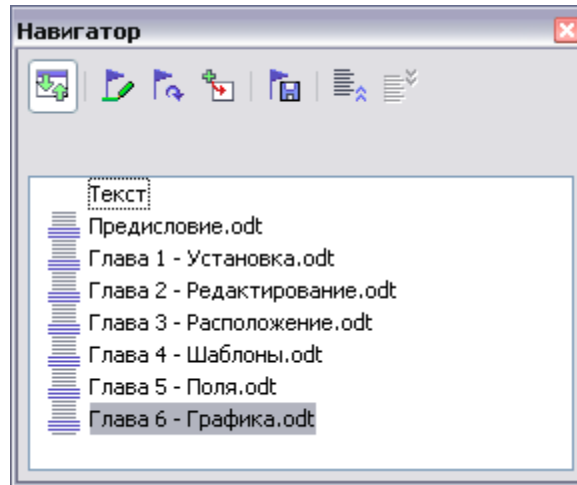 Навигатор
Текст
Предисловие.odt
Глава 1 - Установка.odt
Глава 2 - Редактирование.odt
Глава 3 - Расположение.odt
Глава 4 - Шаблоны.odt
Глава 5 - Поля.odt
Глава 6 - Графика.odt